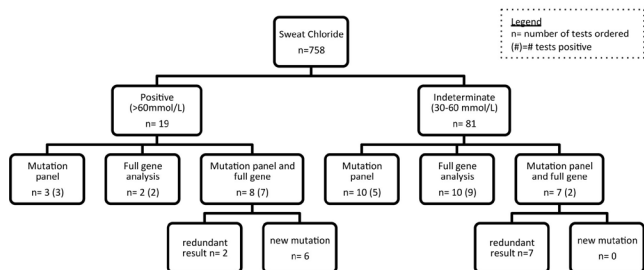 Sweat Chloride
n=758
Legend
n= number of tests ordered
(#)=# tests positive
Positive
(>60mmol/L)
n= 19
Indeterminate
(30-60 mmol/L)
n= 81
Mutation
panel
n= 3 (3)
Full gene
analysis
n= 2 (2)
Mutation panel and
full gene
n= 8 (7)
Mutation
panel
n= 10 (5)
Full gene
analysis
n= 10 (9)
Mutation panel
and full gene
n= 7 (2)
redundant
result n= 2
new mutation
n= 6
redundant
result n=7
new mutation
n= 0